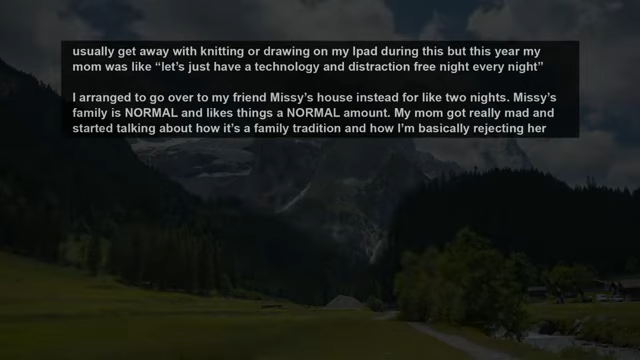 usually get away with knitting or drawing on my Ipad during this but this year my
mom was like “let’s just have a technology and distraction free night every night”
I arranged to go over to my friend Missy’s house instead for like two nights. Missy’s
family is NORMAL and likes things a NORMAL amount. My mom got really mad and
started talking about how it’s a family tradition and how I’m basically rejecting her